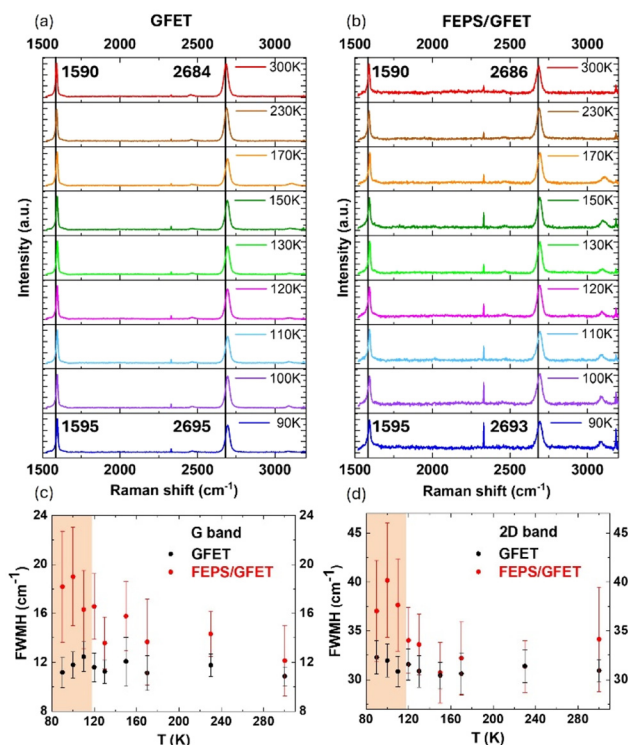 (a) GFET
1500 2000 2500 3000
1590 2684 300K
230K
170K
150K
130K
120K
110K
100K
1595 2695 90K
Intensity (a.u.)
1500 2000 2500 3000
Raman shift (cm-1)
(b) FEPS/GFET
1500 2000 2500 3000
1590 2686 300K
230K
170K
150K
130K
120K
110K
100K
1595 2693 90K
Intensity (a.u.)
1500 2000 2500 3000
Raman shift (cm-1)
(c)
G band
GFET
FEPS/GFET
FWMH (cm-1)
24
20
16
12
8
24
20
16
12
8
80 120 160 200 240 280
T (K)
(d)
2D band
GFET
FEPS/GFET
FWMH (cm-1)
45
40
35
30
45
40
35
30
80 120 160 200 240 280
T (K)